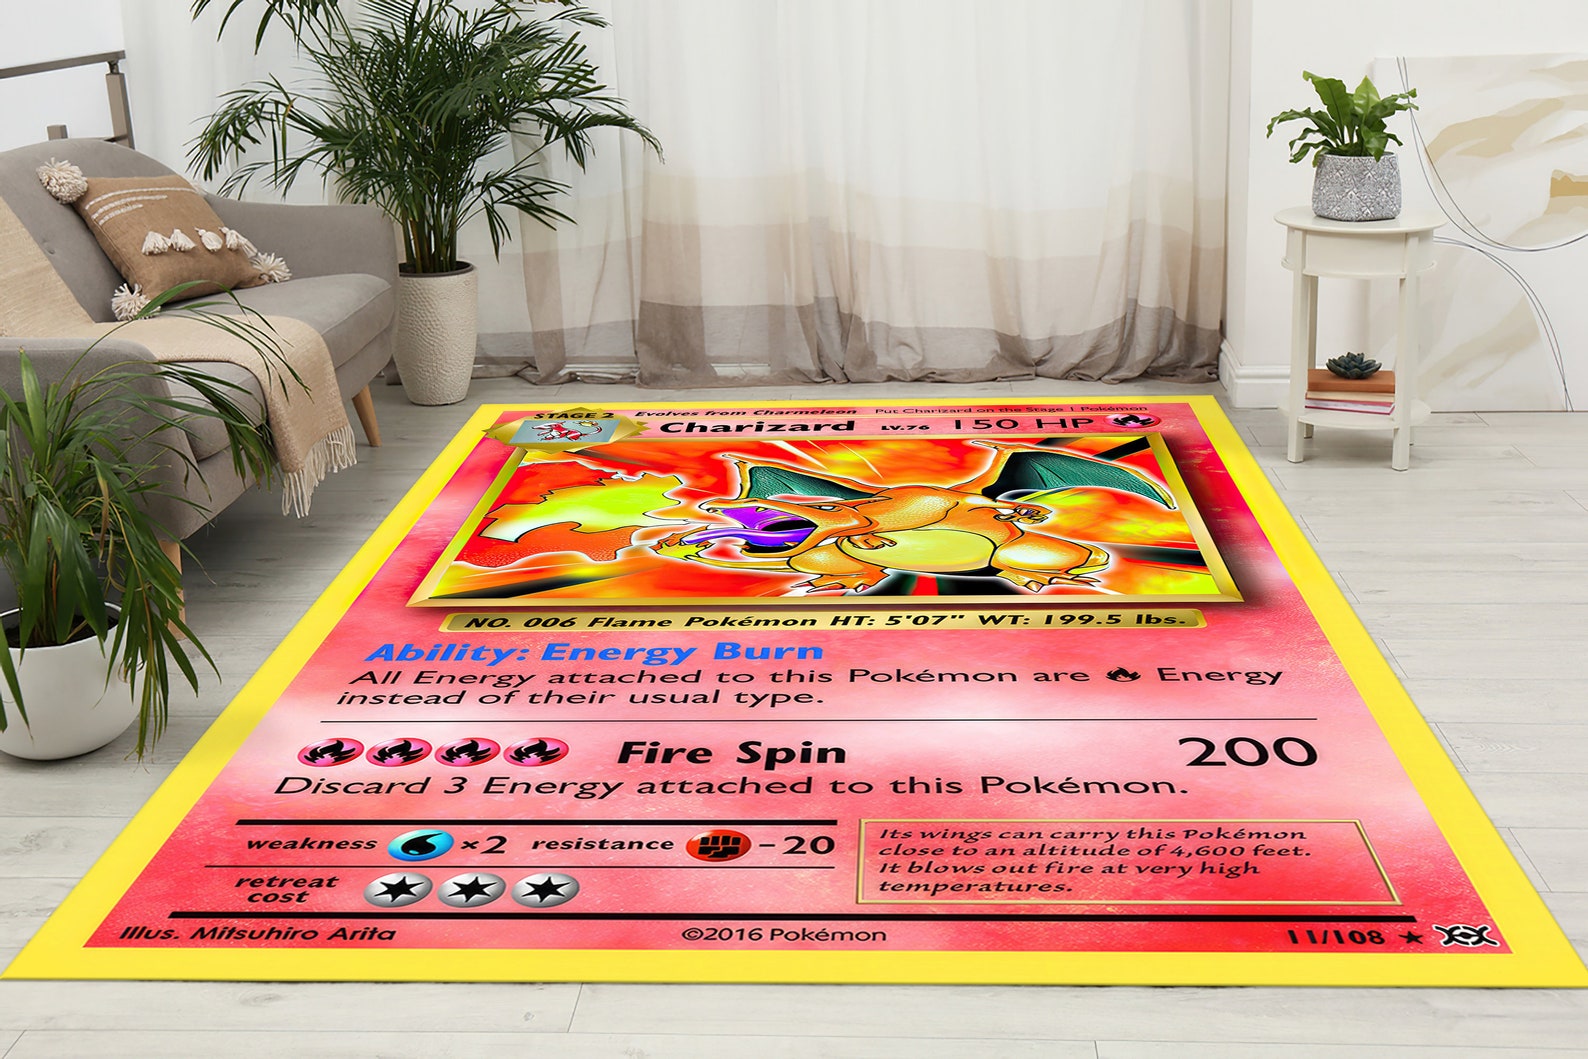 STAGE 2 Evolves from Charmeleon Put Charizard on the Stage 1 Pokémon
Charizard LV.76 150 HP
NO. 006 Flame Pokémon HT: 5'07" WT: 199.5 lbs.
Ability: Energy Burn
All Energy attached to this Pokémon are Energy
instead of their usual type.
Fire Spin 200
Discard 3 Energy attached to this Pokémon.
weakness ×2 resistance -20
retreat
cost
Its wings can carry this Pokémon
close to an altitude of 4,600 feet.
It blows out fire at very high
temperatures.
Illus. Mitsuhiro Arita ©2016 Pokémon 11/108